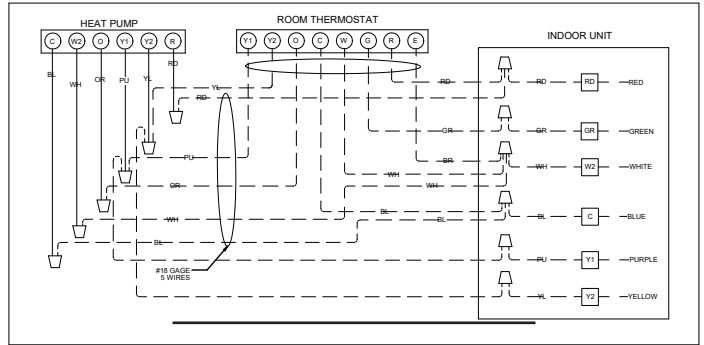 HEAT PUMP
ROOM THERMOSTAT
INDOOR UNIT
C W2 O Y1 Y2 R
Y1 Y2 O C W G R E
BL
WH
OR
PU
YL
RD
YL
RD
RD
RD RD RED
GR
GR GR GREEN
BR
PU
WH
WH W2 WHITE
OR
WH
BL
WH
BL
BL C BLUE
BL
#18 GAGE
5 WIRES
PU Y1 PURPLE
YL Y2 YELLOW